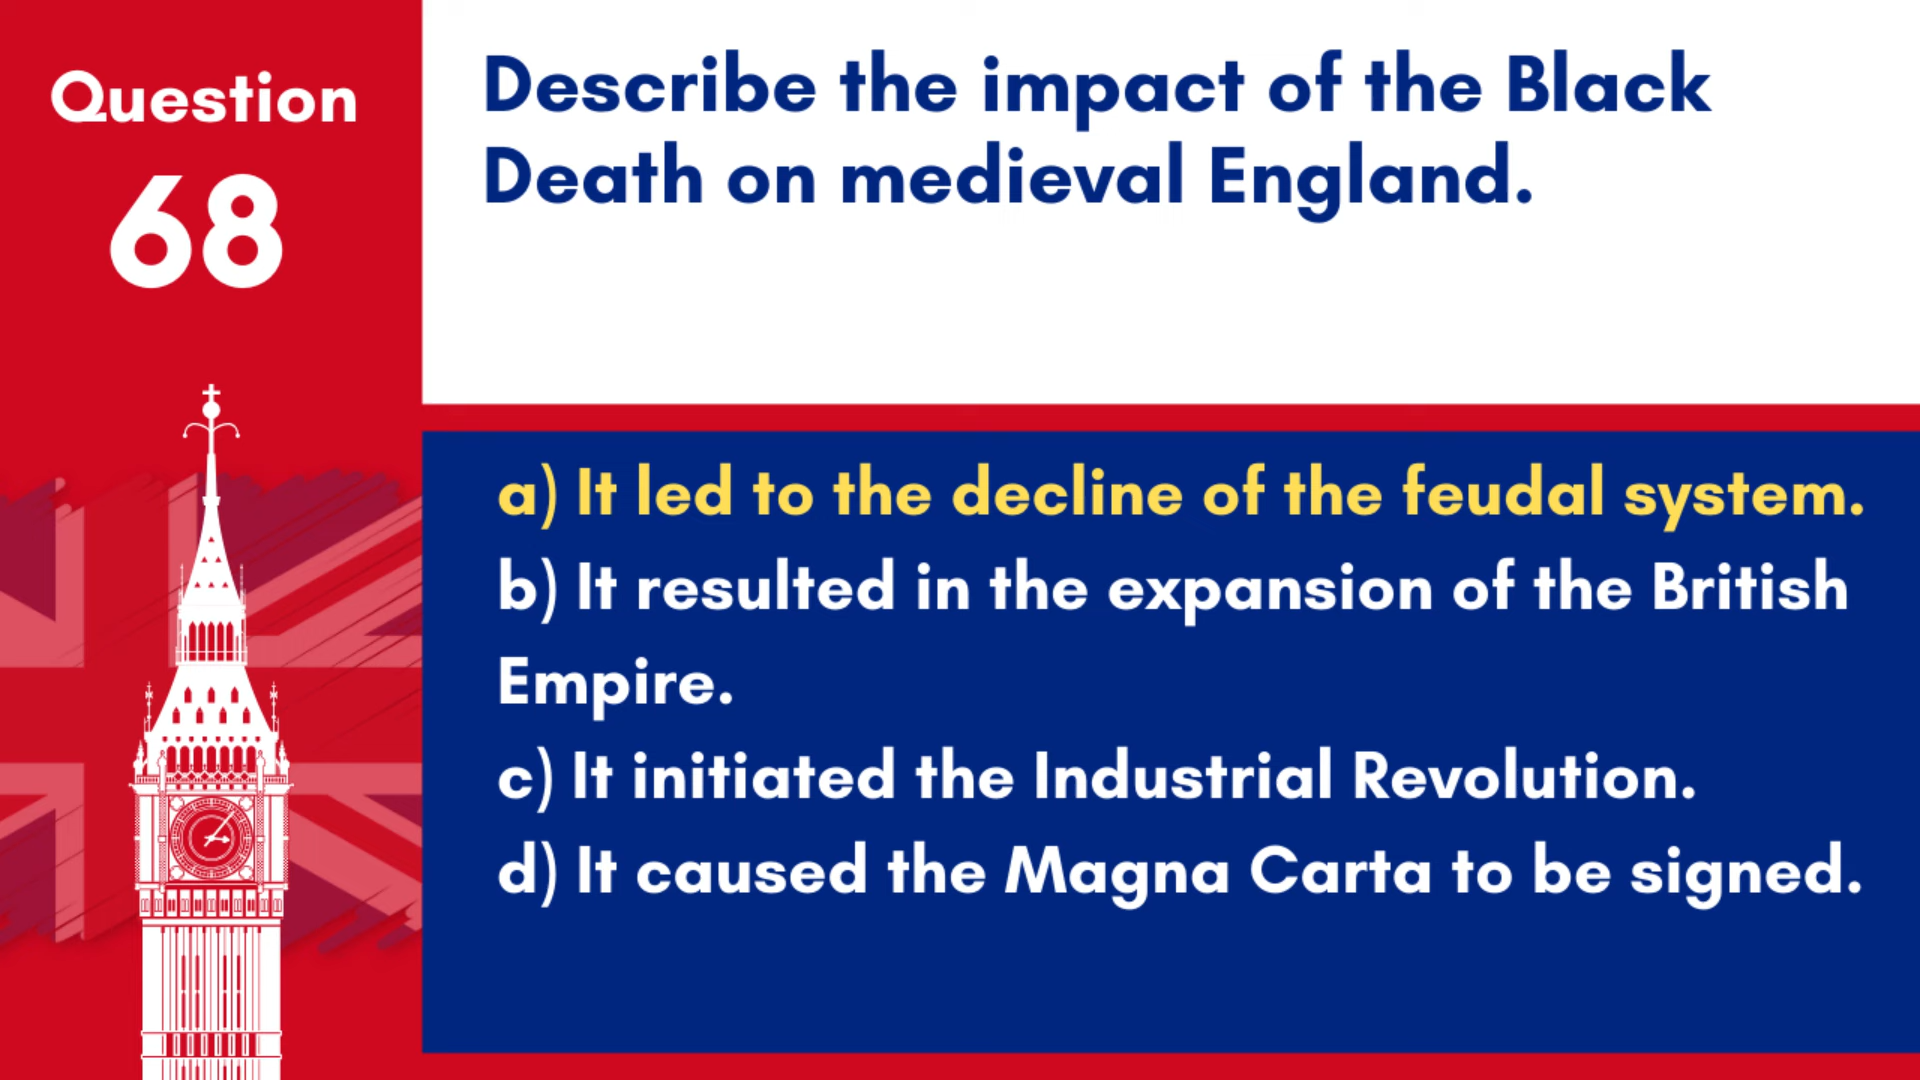 Question
68
Describe the impact of the Black
Death on medieval England.
a) It led to the decline of the feudal system.
b) It resulted in the expansion of the British
Empire.
c) It initiated the Industrial Revolution.
d) It caused the Magna Carta to be signed.